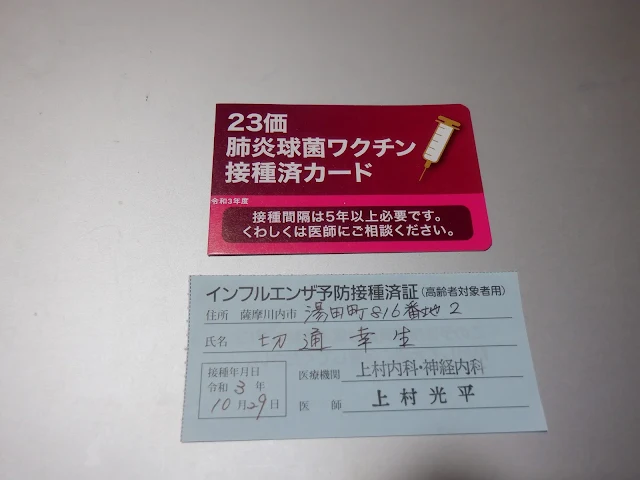 23価
肺炎球菌ワクチン
接種済カード
令和3年度
接種間隔は5年以上必要です。
くわしくは医師にご相談ください。
インフルエンザ予防接種済証(高齢者対象者用)
住所 薩摩川内市 湯田町816番地2
氏名 切通幸生
接種年月日
令和3年
10月29日
医療機関 上村内科・神経内科
医師 上村光平